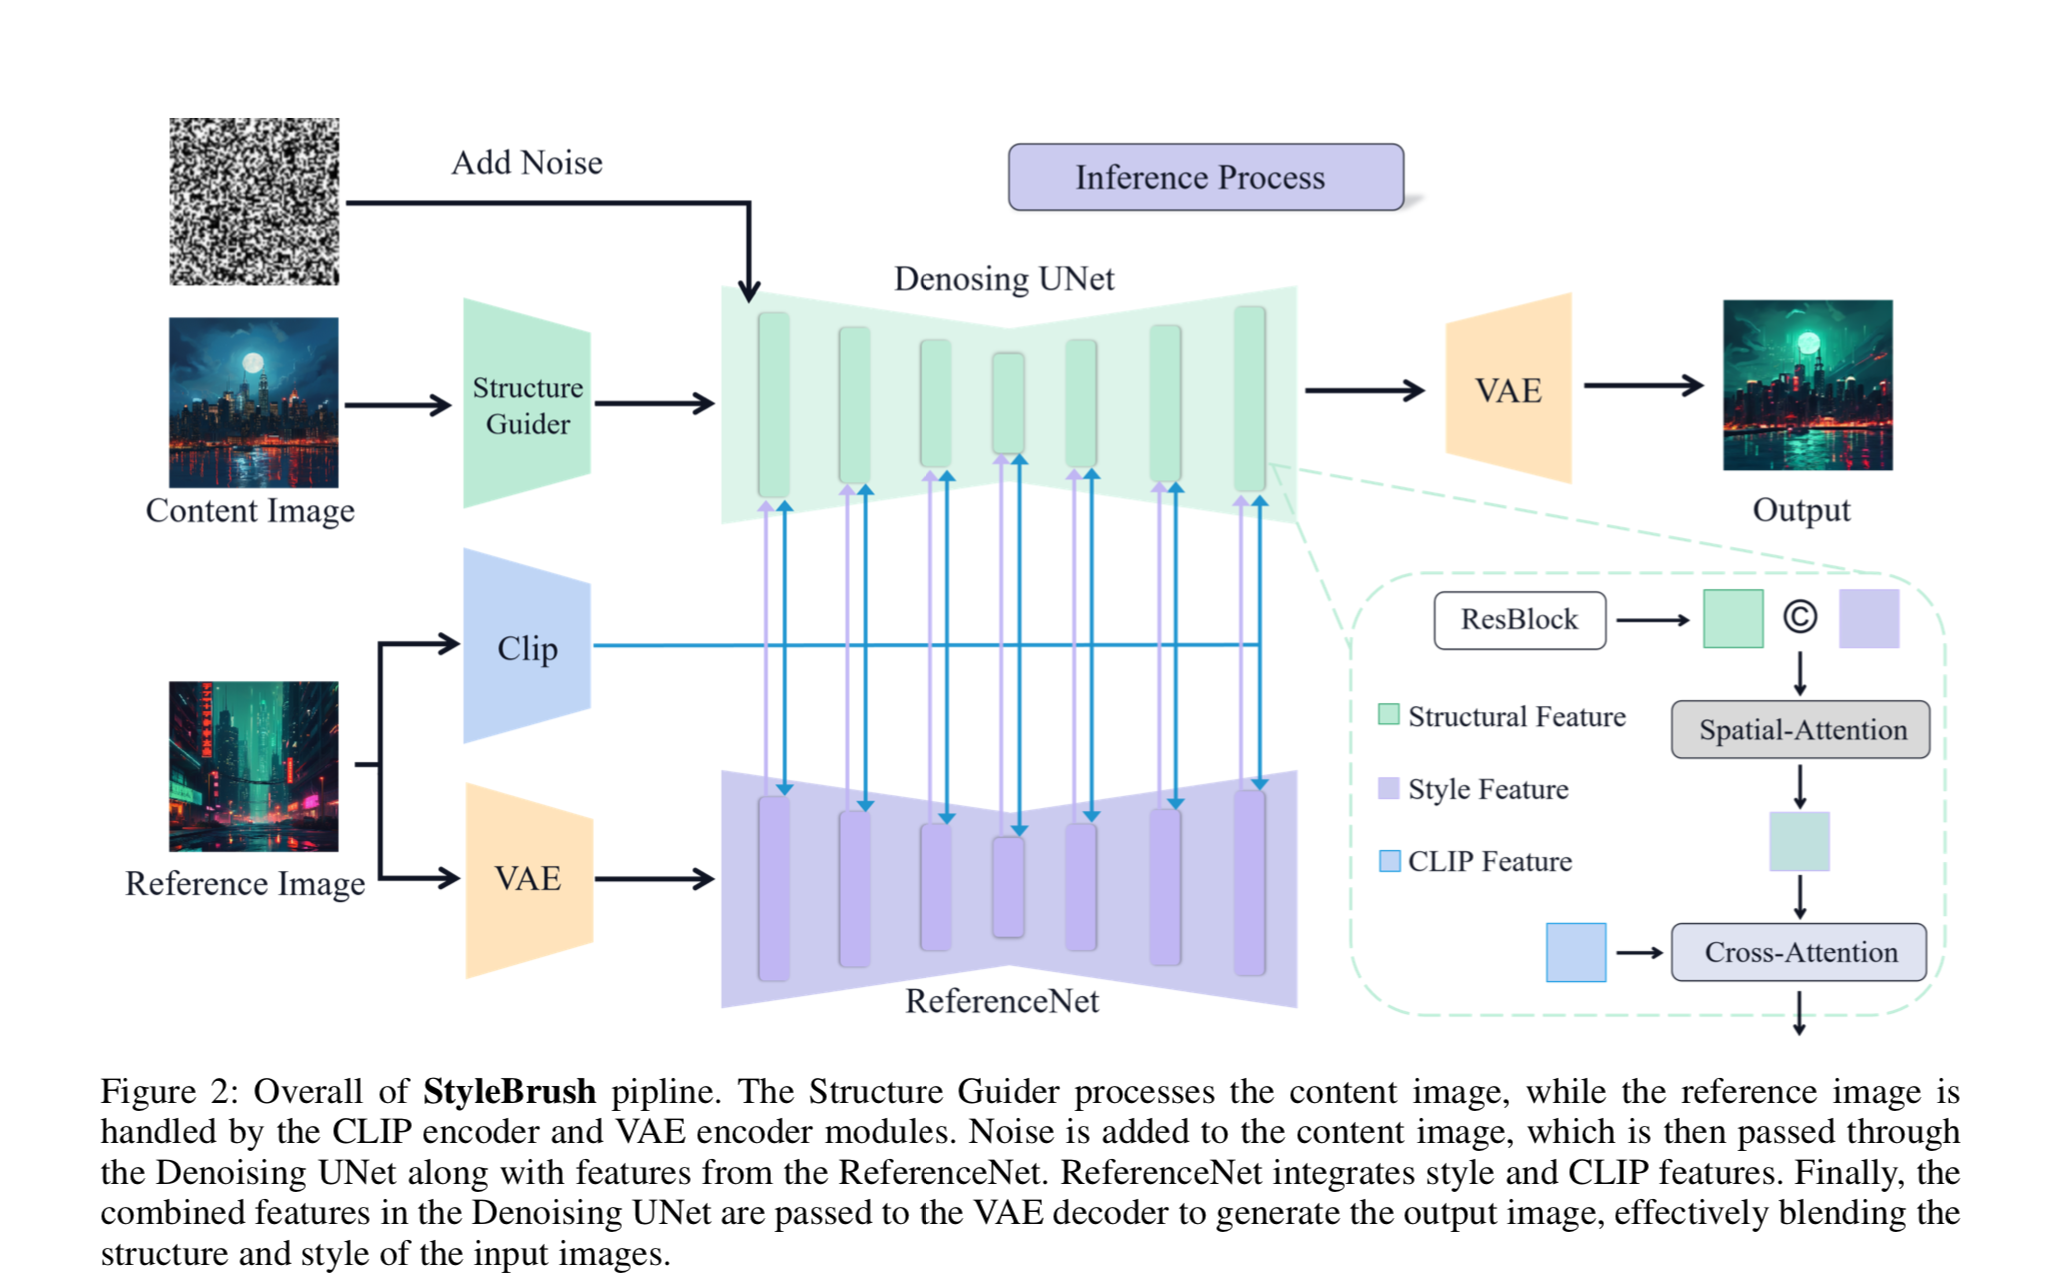 Add Noise
Inference Process
Denosing UNet
Structure
Guider
VAE
Content Image
Output
Clip
ResBlock
©
Structural Feature
Spatial-Attention
Style Feature
CLIP Feature
Reference Image
VAE
Cross-Attention
ReferenceNet
Figure 2: Overall of StyleBrush pipline. The Structure Guider processes the content image, while the reference image is
handled by the CLIP encoder and VAE encoder modules. Noise is added to the content image, which is then passed through
the Denoising UNet along with features from the ReferenceNet. ReferenceNet integrates style and CLIP features. Finally, the
combined features in the Denoising UNet are passed to the VAE decoder to generate the output image, effectively blending the
structure and style of the input images.